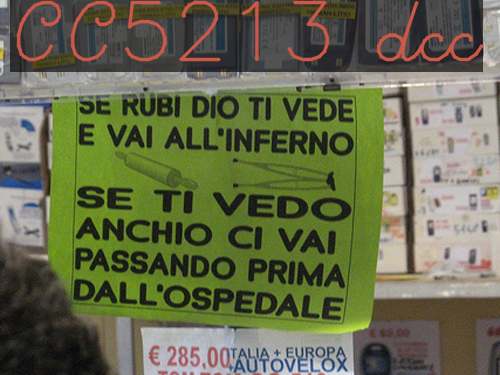 CC5213 dcc
SE RUBI DIO TI VEDE
E VAI ALL'INFERNO
SE TI VEDO
ANCHIO CI VAI
PASSANDO PRIMA
DALL'OSPEDALE
€ 285,00 ITALIA + EUROPA
+AUTOVELOX